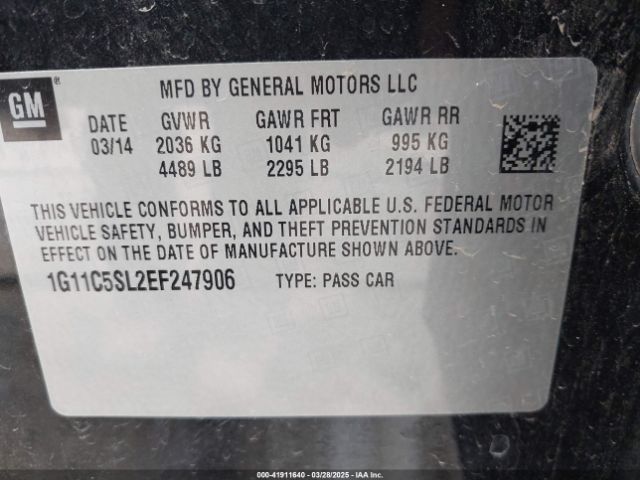 GM ®
MFD BY GENERAL MOTORS LLC
DATE GVWR GAWR FRT GAWR RR
03/14 2036 KG 1041 KG 995 KG
4489 LB 2295 LB 2194 LB
THIS VEHICLE CONFORMS TO ALL APPLICABLE U.S. FEDERAL MOTOR
VEHICLE SAFETY, BUMPER, AND THEFT PREVENTION STANDARDS IN
EFFECT ON THE DATE OF MANUFACTURE SHOWN ABOVE.
1G11C5SL2EF247906 TYPE: PASS CAR
000-41911640 - 03/28/2025 - IAAI.COM